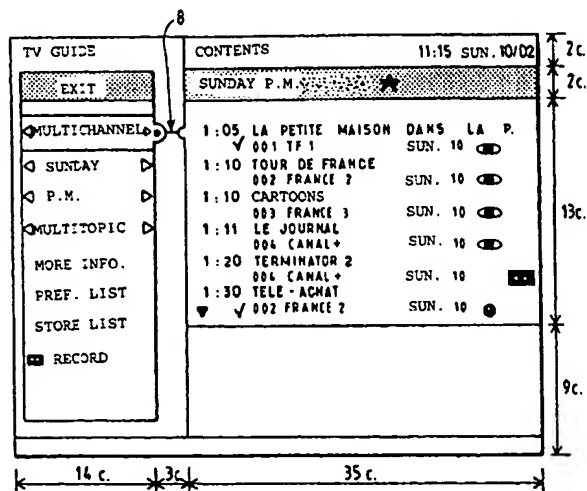 8
TV GUIDE
CONTENTS 11:15 SUN. 10/02
2c.
EXIT
SUNDAY P.M.
2c.
MULTICHANNEL
SUNDAY
P.M.
MULTITOPIC
MORE INFO.
PREF. LIST
STORE LIST
RECORD
1:05 LA PETITE MAISON DANS LA P.
001 TF1 SUN. 10
1:10 TOUR DE FRANCE
002 FRANCE 2 SUN. 10
1:10 CARTOONS
003 FRANCE 3 SUN. 10
1:11 LE JOURNAL
004 CANAL+ SUN. 10
1:20 TERMINATOR 2
004 CANAL+ SUN. 10
1:30 TELE-ACHAT
002 FRANCE 2 SUN. 10
13c.
9c.
14 c. 3c. 35 c.